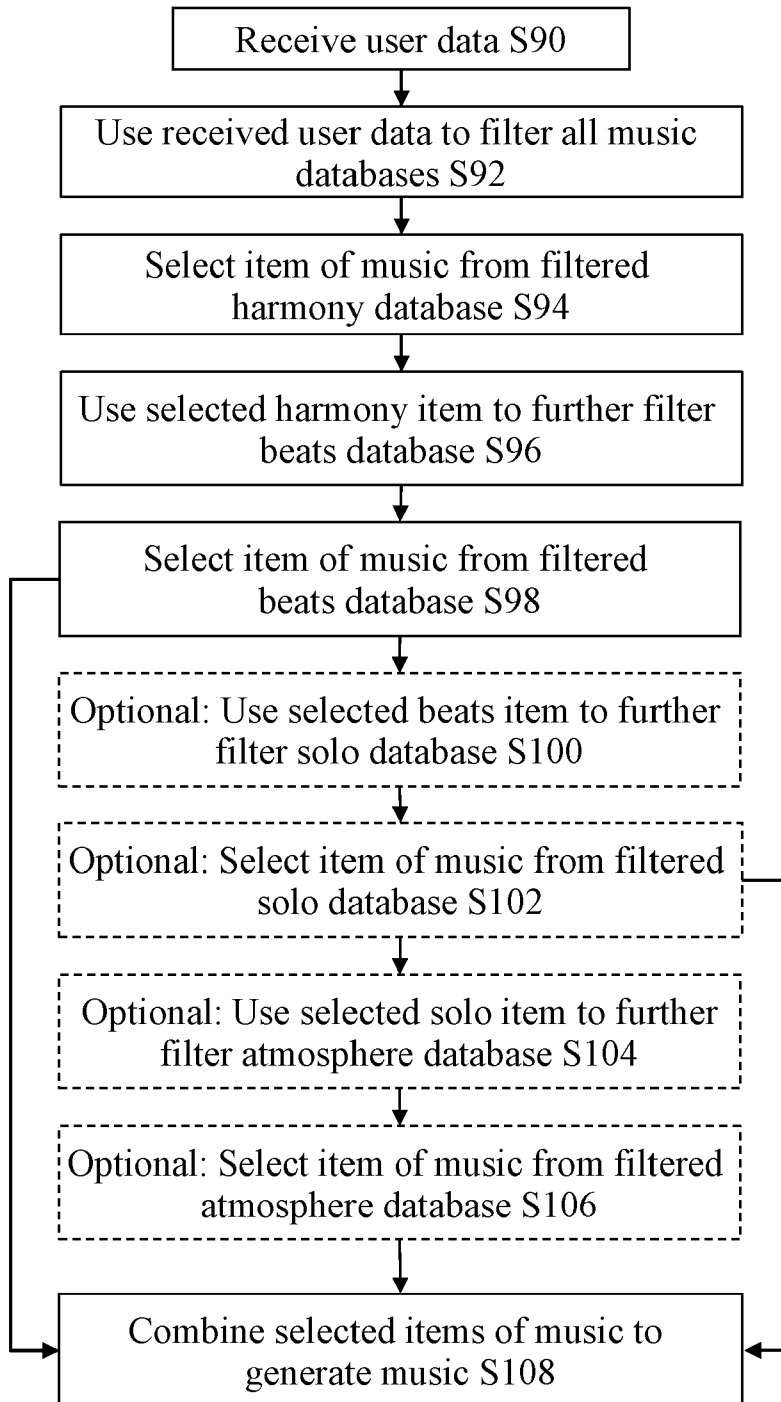 Receive user data S90
Use received user data to filter all music
databases S92
Select item of music from filtered
harmony database S94
Use selected harmony item to further filter
beats database S96
Select item of music from filtered
beats database S98
Optional: Use selected beats item to further
filter solo database S100
Optional: Select item of music from filtered
solo database S102
Optional: Use selected solo item to further
filter atmosphere database S104
Optional: Select item of music from filtered
atmosphere database S106
Combine selected items of music to
generate music S108